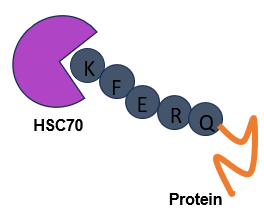 K F E R Q
HSC70
Protein